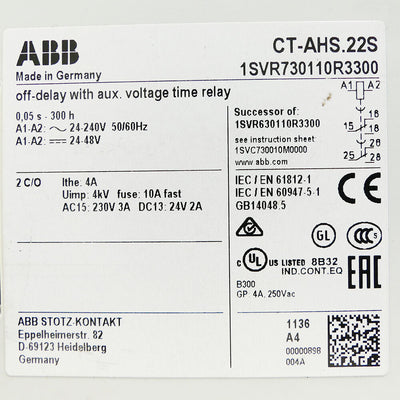 ABB
CT-AHS.22S
Made in Germany
1SVR730110R3300
off-delay with aux. voltage time relay
0,05 s - 300 h
A1-A2: 24-240V 50/60Hz
A1-A2: 24-48V
Successor of:
1SVR630110R3300
see instruction sheet
1SVC730010M0000
www.abb.com
A1 A2
15
16
18
25
26
28
2 C/O
Ithe: 4A
Uimp: 4kV fuse: 10A fast
AC15: 230V 3A DC13: 24V 2A
IEC / EN 61812-1
IEC / EN 60947-5-1
GB14048.5
GL
CCC
c UL US LISTED 8B32
IND.CONT.EQ
EAC
B300
GP: 4A, 250Vac
ABB STOTZ-KONTAKT
Eppelheimerstr. 82
D-69123 Heidelberg
Germany
1136
A4
00000898
004A